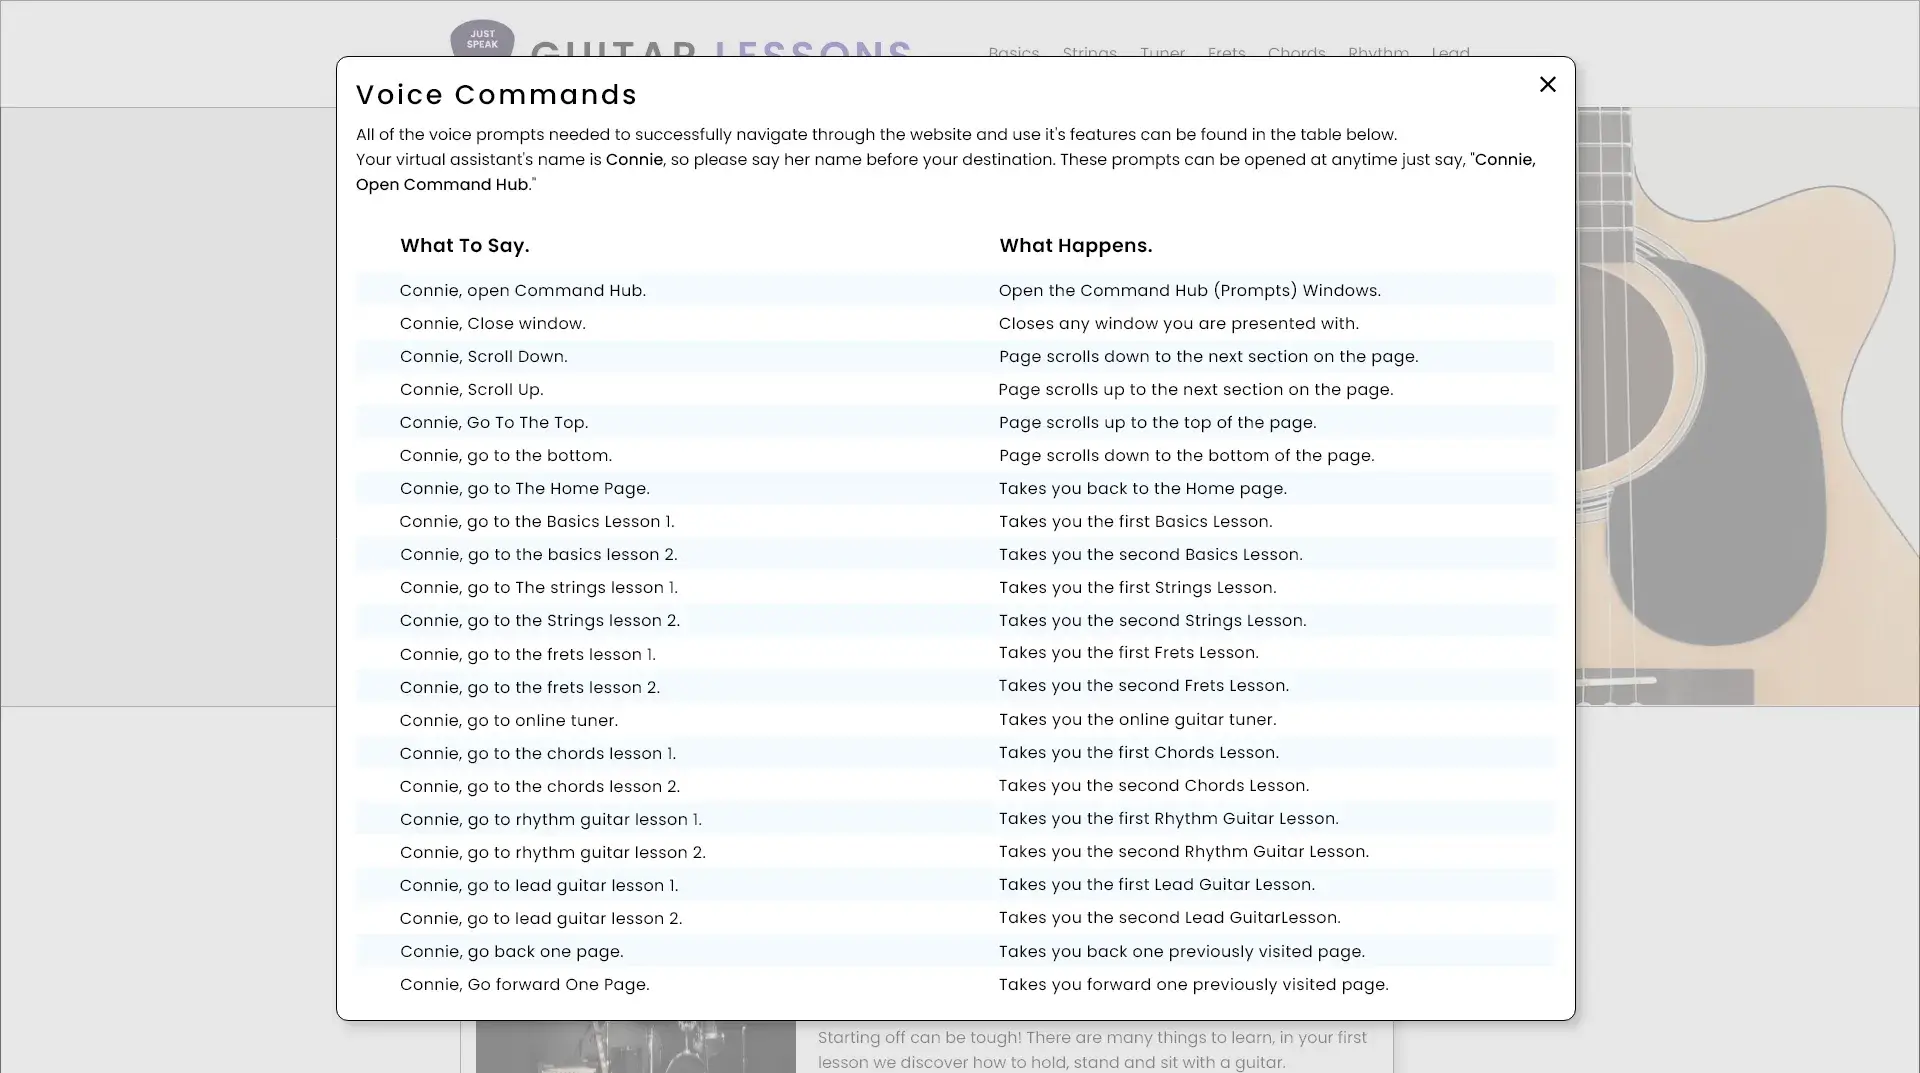 JUST
SPEAK
GUITAR LESSONS
Basics Strings Tuner Frets Chords Rhythm Lead
Voice Commands
All of the voice prompts needed to successfully navigate through the website and use it's features can be found in the table below.
Your virtual assistant's name is Connie, so please say her name before your destination. These prompts can be opened at anytime just say, "Connie,
Open Command Hub."
What To Say. What Happens.
Connie, open Command Hub. Open the Command Hub (Prompts) Windows.
Connie, Close window. Closes any window you are presented with.
Connie, Scroll Down. Page scrolls down to the next section on the page.
Connie, Scroll Up. Page scrolls up to the next section on the page.
Connie, Go To The Top. Page scrolls up to the top of the page.
Connie, go to the bottom. Page scrolls down to the bottom of the page.
Connie, go to The Home Page. Takes you back to the Home page.
Connie, go to the Basics Lesson 1. Takes you the first Basics Lesson.
Connie, go to the basics lesson 2. Takes you the second Basics Lesson.
Connie, go to The strings lesson 1. Takes you the first Strings Lesson.
Connie, go to the Strings lesson 2. Takes you the second Strings Lesson.
Connie, go to the frets lesson 1. Takes you the first Frets Lesson.
Connie, go to the frets lesson 2. Takes you the second Frets Lesson.
Connie, go to online tuner. Takes you the online guitar tuner.
Connie, go to the chords lesson 1. Takes you the first Chords Lesson.
Connie, go to the chords lesson 2. Takes you the second Chords Lesson.
Connie, go to rhythm guitar lesson 1. Takes you the first Rhythm Guitar Lesson.
Connie, go to rhythm guitar lesson 2. Takes you the second Rhythm Guitar Lesson.
Connie, go to lead guitar lesson 1. Takes you the first Lead Guitar Lesson.
Connie, go to lead guitar lesson 2. Takes you the second Lead GuitarLesson.
Connie, go back one page. Takes you back one previously visited page.
Connie, Go forward One Page. Takes you forward one previously visited page.
Starting off can be tough! There are many things to learn, in your first
lesson we discover how to hold, stand and sit with a guitar.